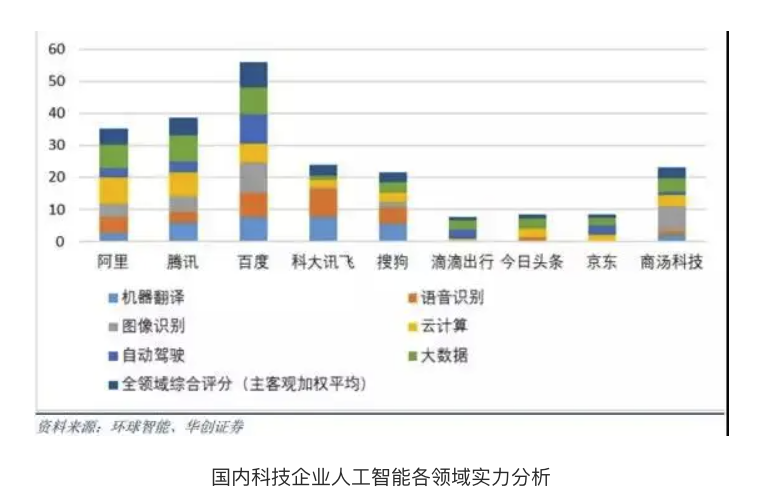 60
50
40
30
20
10
0
阿里 腾讯 百度 科大讯飞 搜狗 滴滴出行 今日头条 京东 商汤科技
机器翻译 语音识别
图像识别 云计算
自动驾驶 大数据
全领域综合评分（主客观加权平均）
资料来源：环球智能、华创证券
国内科技企业人工智能各领域实力分析